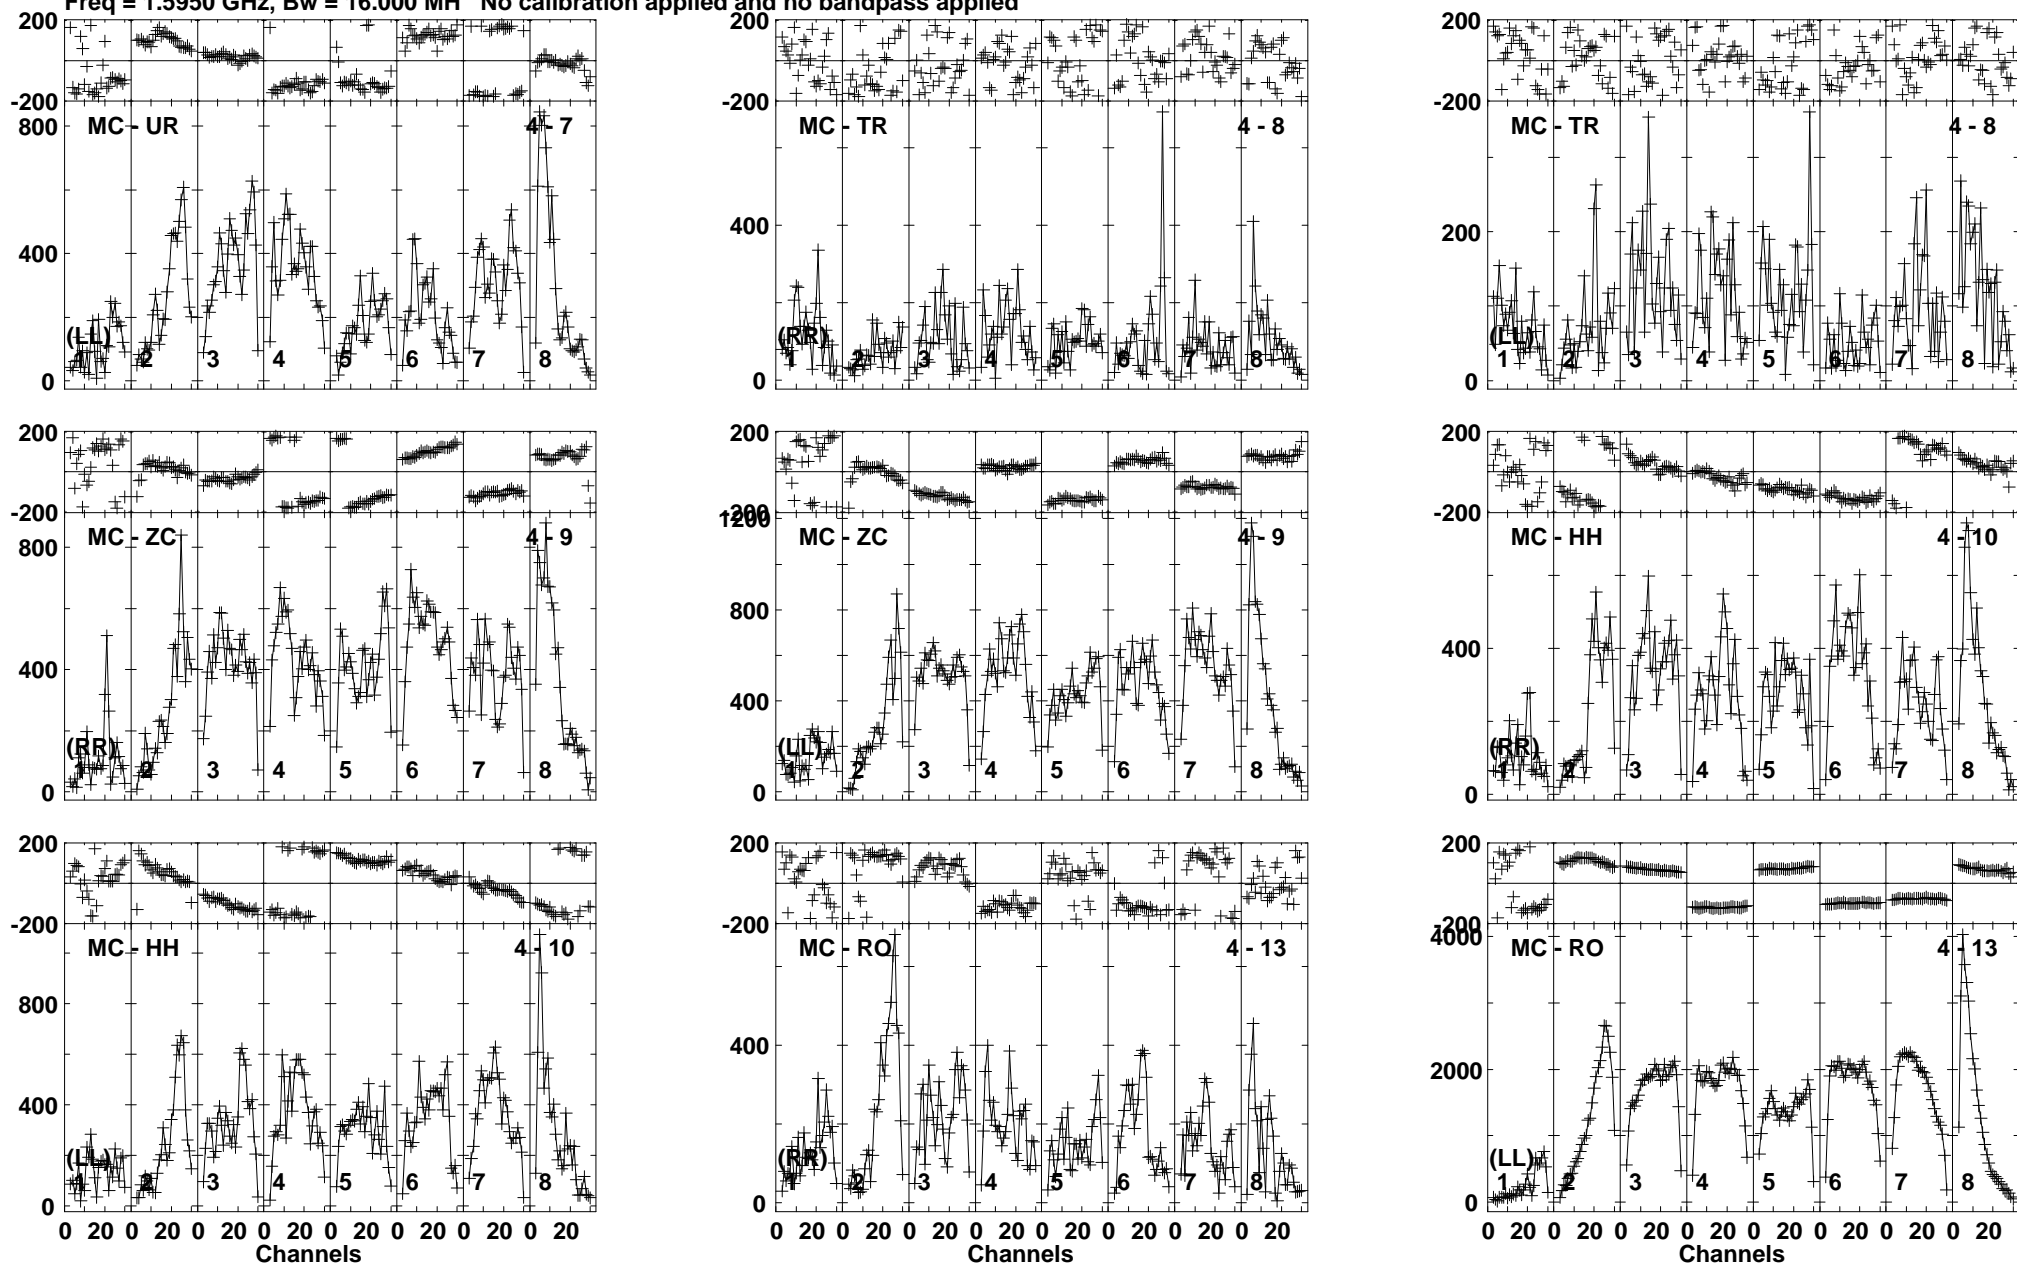 Freq = 1.5950 GHz, Bw = 16.000 MH No calibration applied and no bandpass applied
200
-200
MC - UR 4 - 7
800
400
0
(LL)
1 2 3 4 5 6 7 8
200
-200
MC - TR 4 - 8
400
0
(RR)
1 2 3 4 5 6 7 8
200
-200
MC - TR 4 - 8
200
0
(LL)
1 2 3 4 5 6 7 8
200
-200
MC - ZC 4 - 9
800
400
0
(RR)
1 2 3 4 5 6 7 8
200
-200
1200
MC - ZC 4 - 9
800
400
0
(LL)
1 2 3 4 5 6 7 8
200
-200
MC - HH 4 - 10
400
0
(RR)
1 2 3 4 5 6 7 8
200
-200
MC - HH 4 - 10
800
400
0
(LL)
1 2 3 4 5 6 7 8
0 20 0 20 0 20 0 20 0 20 0 20 0 20 0 20
Channels
200
-200
MC - RO 4 - 13
400
0
(RR)
1 2 3 4 5 6 7 8
0 20 0 20 0 20 0 20 0 20 0 20 0 20 0 20
Channels
200
-200
4000
MC - RO 4 - 13
2000
0
(LL)
1 2 3 4 5 6 7 8
0 20 0 20 0 20 0 20 0 20 0 20 0 20 0 20
Channels